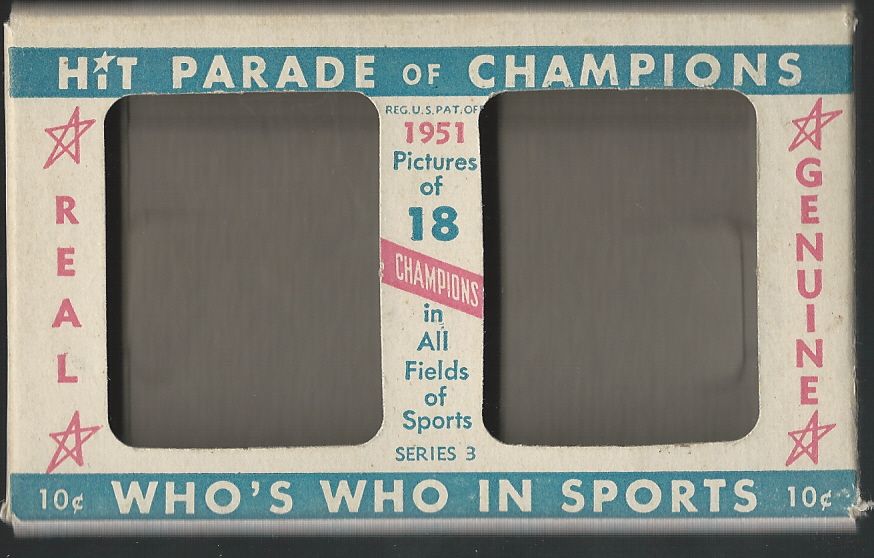 HiT PARADE OF CHAMPIONS
REG.U.S.PAT.OFF
1951
Pictures
of
18
CHAMPIONS
in
All
Fields
of
Sports
SERIES 3
REAL
GENUINE
10¢ WHO'S WHO IN SPORTS 10¢